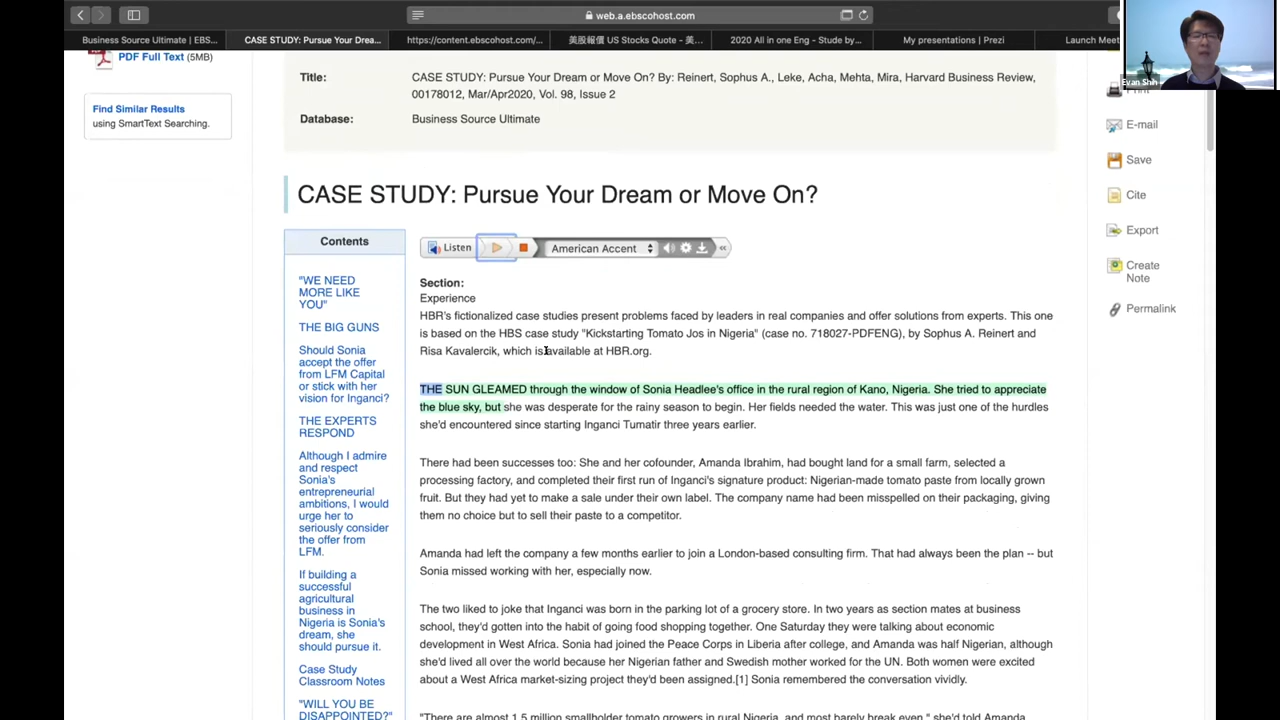 web.a.ebscohost.com
Business Source Ultimate | EBS...
CASE STUDY: Pursue Your Drea...
https://content.ebscohost.com/...
美股報價 US Stocks Quote - 美...
2020 All in one Eng - Stude by...
My presentations | Prezi
Launch Meet
Evan Shih
PDF Full Text (5MB)
Find Similar Results
using SmartText Searching.
Title:
CASE STUDY: Pursue Your Dream or Move On? By: Reinert, Sophus A., Leke, Acha, Mehta, Mira, Harvard Business Review,
00178012, Mar/Apr2020, Vol. 98, Issue 2
Database:
Business Source Ultimate
Print
E-mail
Save
Cite
Export
Create
Note
Permalink
CASE STUDY: Pursue Your Dream or Move On?
Contents
"WE NEED
MORE LIKE
YOU"
THE BIG GUNS
Should Sonia
accept the offer
from LFM Capital
or stick with her
vision for Inganci?
THE EXPERTS
RESPOND
Although I admire
and respect
Sonia's
entrepreneurial
ambitions, I would
urge her to
seriously consider
the offer from
LFM.
If building a
successful
agricultural
business in
Nigeria is Sonia's
dream, she
should pursue it.
Case Study
Classroom Notes
"WILL YOU BE
DISAPPOINTED?"
Listen
American Accent
Section:
Experience
HBR's fictionalized case studies present problems faced by leaders in real companies and offer solutions from experts. This one
is based on the HBS case study "Kickstarting Tomato Jos in Nigeria" (case no. 718027-PDFENG), by Sophus A. Reinert and
Risa Kavalercik, which is available at HBR.org.
THE SUN GLEAMED through the window of Sonia Headlee's office in the rural region of Kano, Nigeria. She tried to appreciate
the blue sky, but she was desperate for the rainy season to begin. Her fields needed the water. This was just one of the hurdles
she'd encountered since starting Inganci Tumatir three years earlier.
There had been successes too: She and her cofounder, Amanda Ibrahim, had bought land for a small farm, selected a
processing factory, and completed their first run of Inganci's signature product: Nigerian-made tomato paste from locally grown
fruit. But they had yet to make a sale under their own label. The company name had been misspelled on their packaging, giving
them no choice but to sell their paste to a competitor.
Amanda had left the company a few months earlier to join a London-based consulting firm. That had always been the plan -- but
Sonia missed working with her, especially now.
The two liked to joke that Inganci was born in the parking lot of a grocery store. In two years as section mates at business
school, they'd gotten into the habit of going food shopping together. One Saturday they were talking about economic
development in West Africa. Sonia had joined the Peace Corps in Liberia after college, and Amanda was half Nigerian, although
she'd lived all over the world because her Nigerian father and Swedish mother worked for the UN. Both women were excited
about a West Africa market-sizing project they'd been assigned.[1] Sonia remembered the conversation vividly.
"There are almost 1.5 million smallholder tomato growers in rural Nigeria, and most barely break even," she'd told Amanda